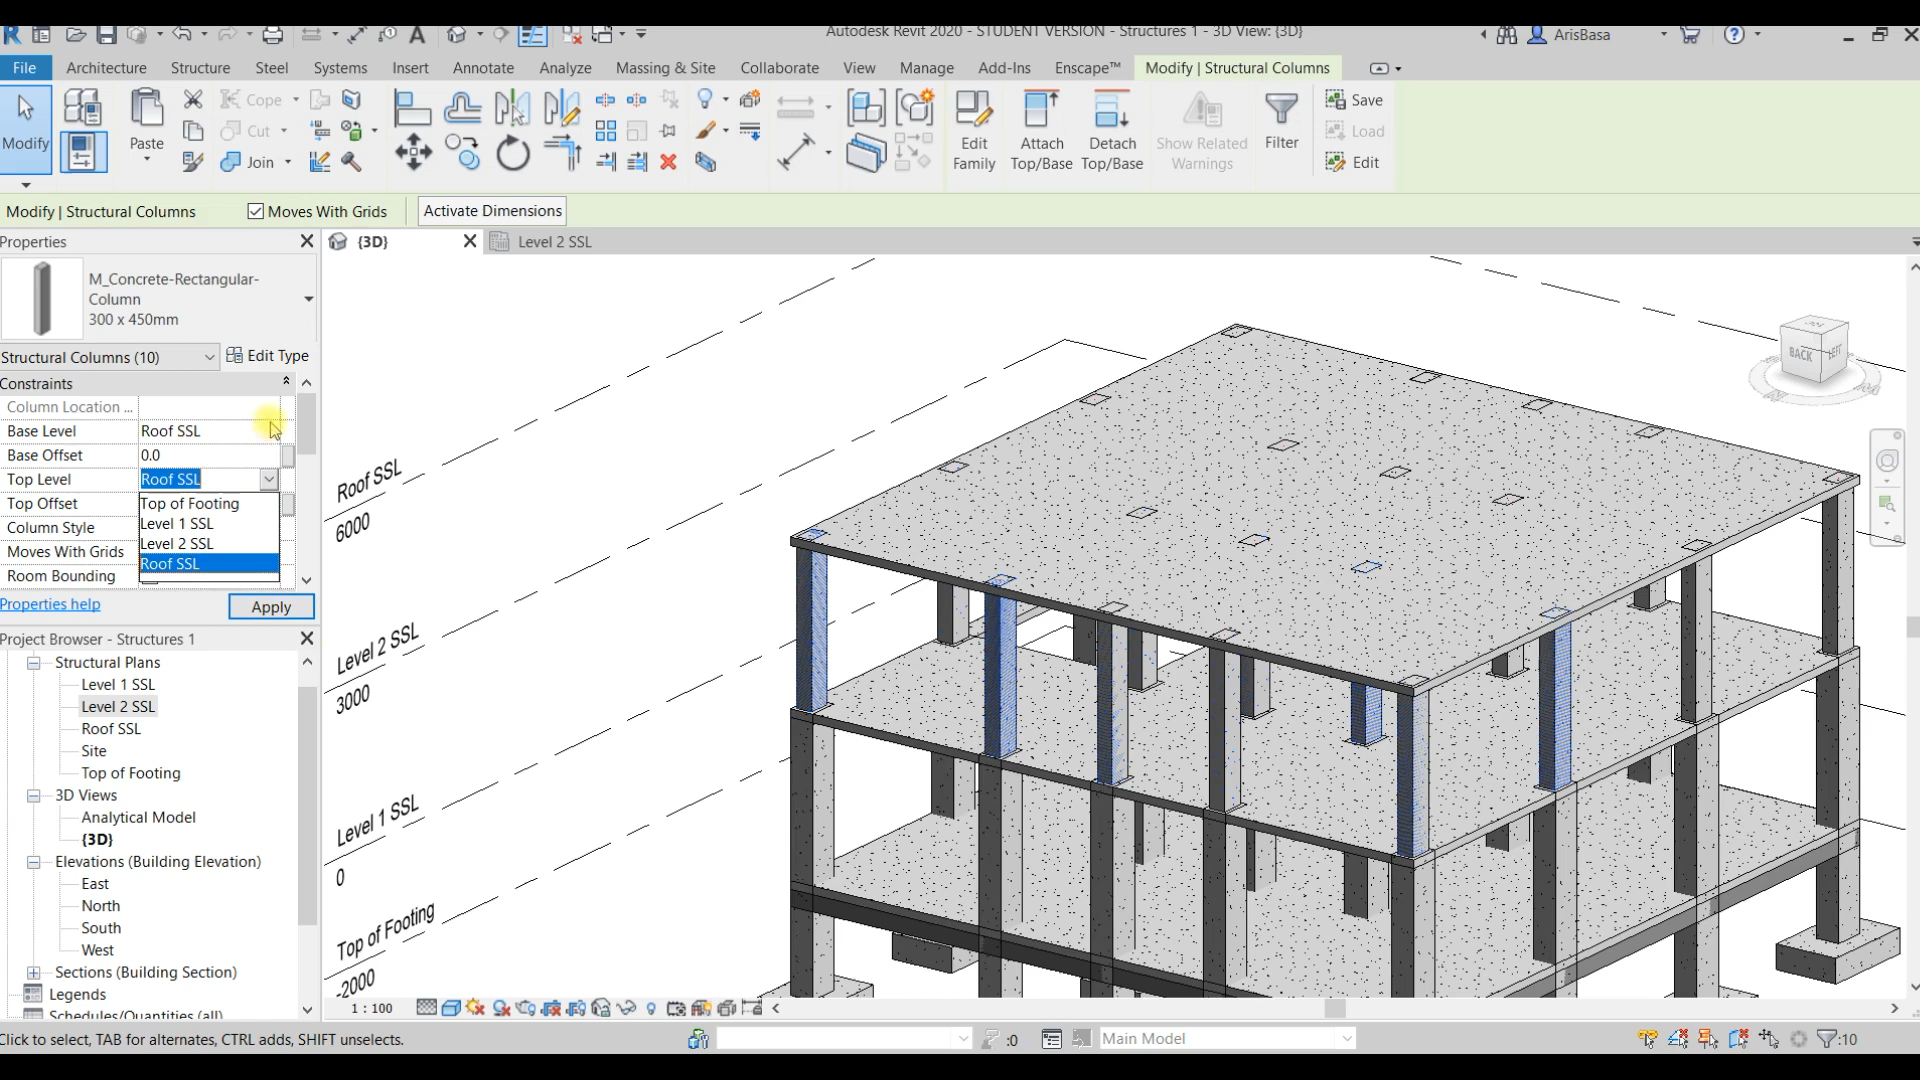 Autodesk Revit 2020 - STUDENT VERSION - Structures 1 - 3D View: {3D}
ArisBasa
File Architecture Structure Steel Systems Insert Annotate Analyze Massing & Site Collaborate View Manage Add-Ins Enscape™ Modify | Structural Columns
Modify
Paste
Cope
Cut
Join
Edit Family
Attach Top/Base
Detach Top/Base
Show Related Warnings
Filter
Save
Load
Edit
Modify | Structural Columns
Moves With Grids
Activate Dimensions
Properties
{3D}
Level 2 SSL
M_Concrete-Rectangular-
Column
300 x 450mm
Structural Columns (10)
Edit Type
Constraints
Column Location ...
Base Level Roof SSL
Base Offset 0.0
Top Level Roof SSL
Top Offset
Column Style
Moves With Grids
Room Bounding
Top of Footing
Level 1 SSL
Level 2 SSL
Roof SSL
Properties help
Apply
Project Browser - Structures 1
Structural Plans
Level 1 SSL
Level 2 SSL
Roof SSL
Site
Top of Footing
3D Views
Analytical Model
{3D}
Elevations (Building Elevation)
East
North
South
West
Sections (Building Section)
Legends
Schedules/Quantities (all)
Roof SSL
6000
Level 2 SSL
3000
Level 1 SSL
0
Top of Footing
-2000
BACK
LEFT
1 : 100
Click to select, TAB for alternates, CTRL adds, SHIFT unselects.
:0
Main Model
:10